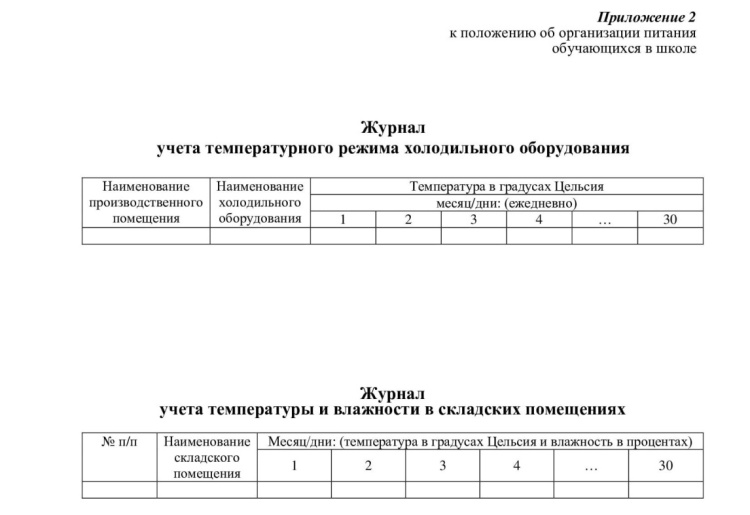 Приложение 2
к положению об организации питания
обучающихся в школе
Журнал
учета температурного режима холодильного оборудования
Наименование производственного помещения
Наименование холодильного оборудования
Температура в градусах Цельсия
месяц/дни: (ежедневно)
1 2 3 4 … 30
Журнал
учета температуры и влажности в складских помещениях
№ п/п
Наименование складского помещения
Месяц/дни: (температура в градусах Цельсия и влажность в процентах)
1 2 3 4 … 30